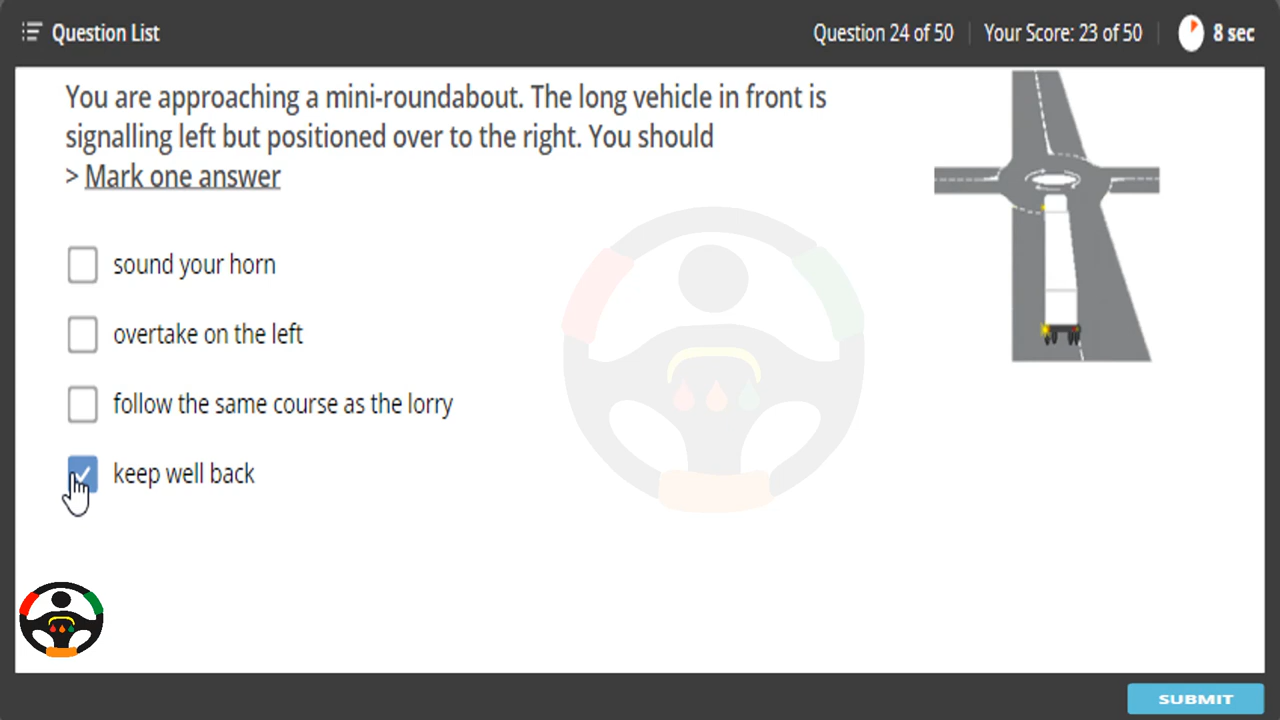 Question List
Question 24 of 50
Your Score: 23 of 50
8 sec
You are approaching a mini-roundabout. The long vehicle in front is
signalling left but positioned over to the right. You should
> Mark one answer
sound your horn
overtake on the left
follow the same course as the lorry
keep well back
SUBMIT